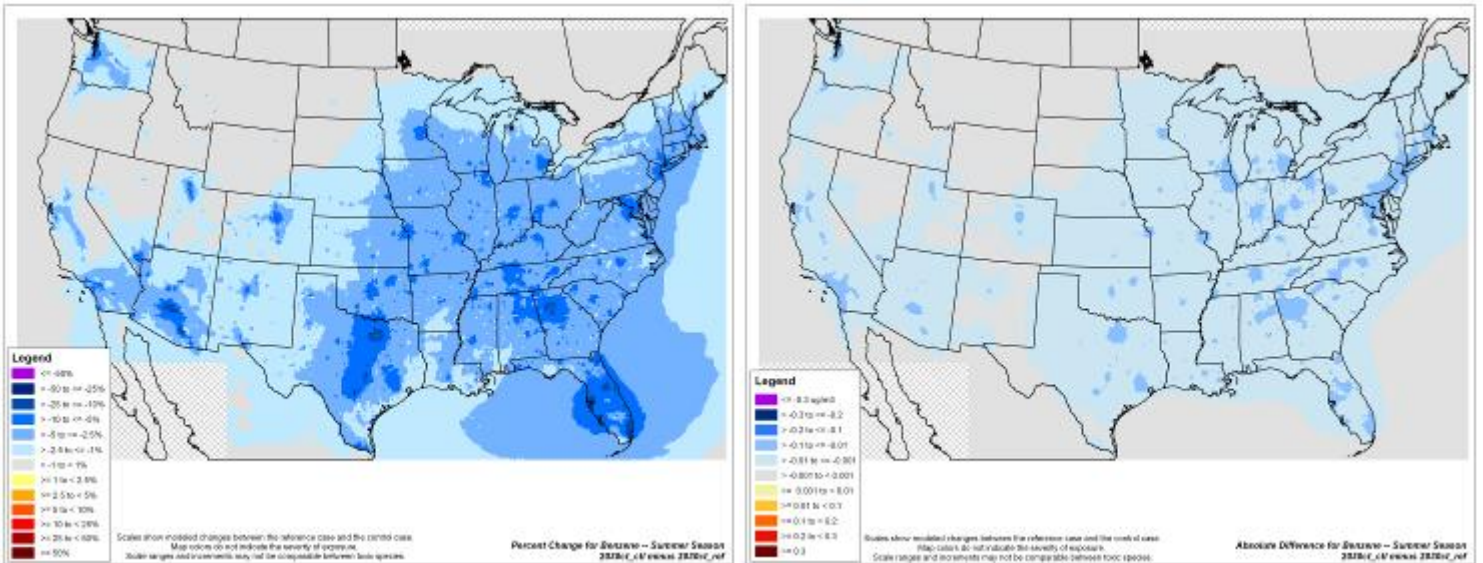 Legend
<= -50%
> -50 to <= -25%
> -25 to <= -10%
> -10 to <= -5%
> -5 to <= -2.5%
> -2.5 to <= -1%
> -1 to < 1%
>= 1 to < 2.5%
>= 2.5 to < 5%
>= 5 to < 10%
>= 10 to < 25%
>= 25 to < 50%
>= 50%
Scales show modeled changes between the reference case and the control case.
Map colors do not indicate the severity of exposure.
Scale ranges and increments may not be comparable between toxic species.
Percent Change for Benzene -- Summer Season
minus
Legend
<= -0.3 ug/m3
> -0.3 to <= -0.2
> -0.2 to <= -0.1
> -0.1 to <= -0.01
> -0.01 to <= -0.001
> -0.001 to < 0.001
>= 0.001 to < 0.01
>= 0.01 to < 0.1
>= 0.1 to < 0.2
>= 0.2 to < 0.3
>= 0.3
Scales show modeled changes between the reference case and the control case.
Map colors do not indicate the severity of exposure.
Scale ranges and increments may not be comparable between toxic species.
Absolute Difference for Benzene -- Summer Season
minus